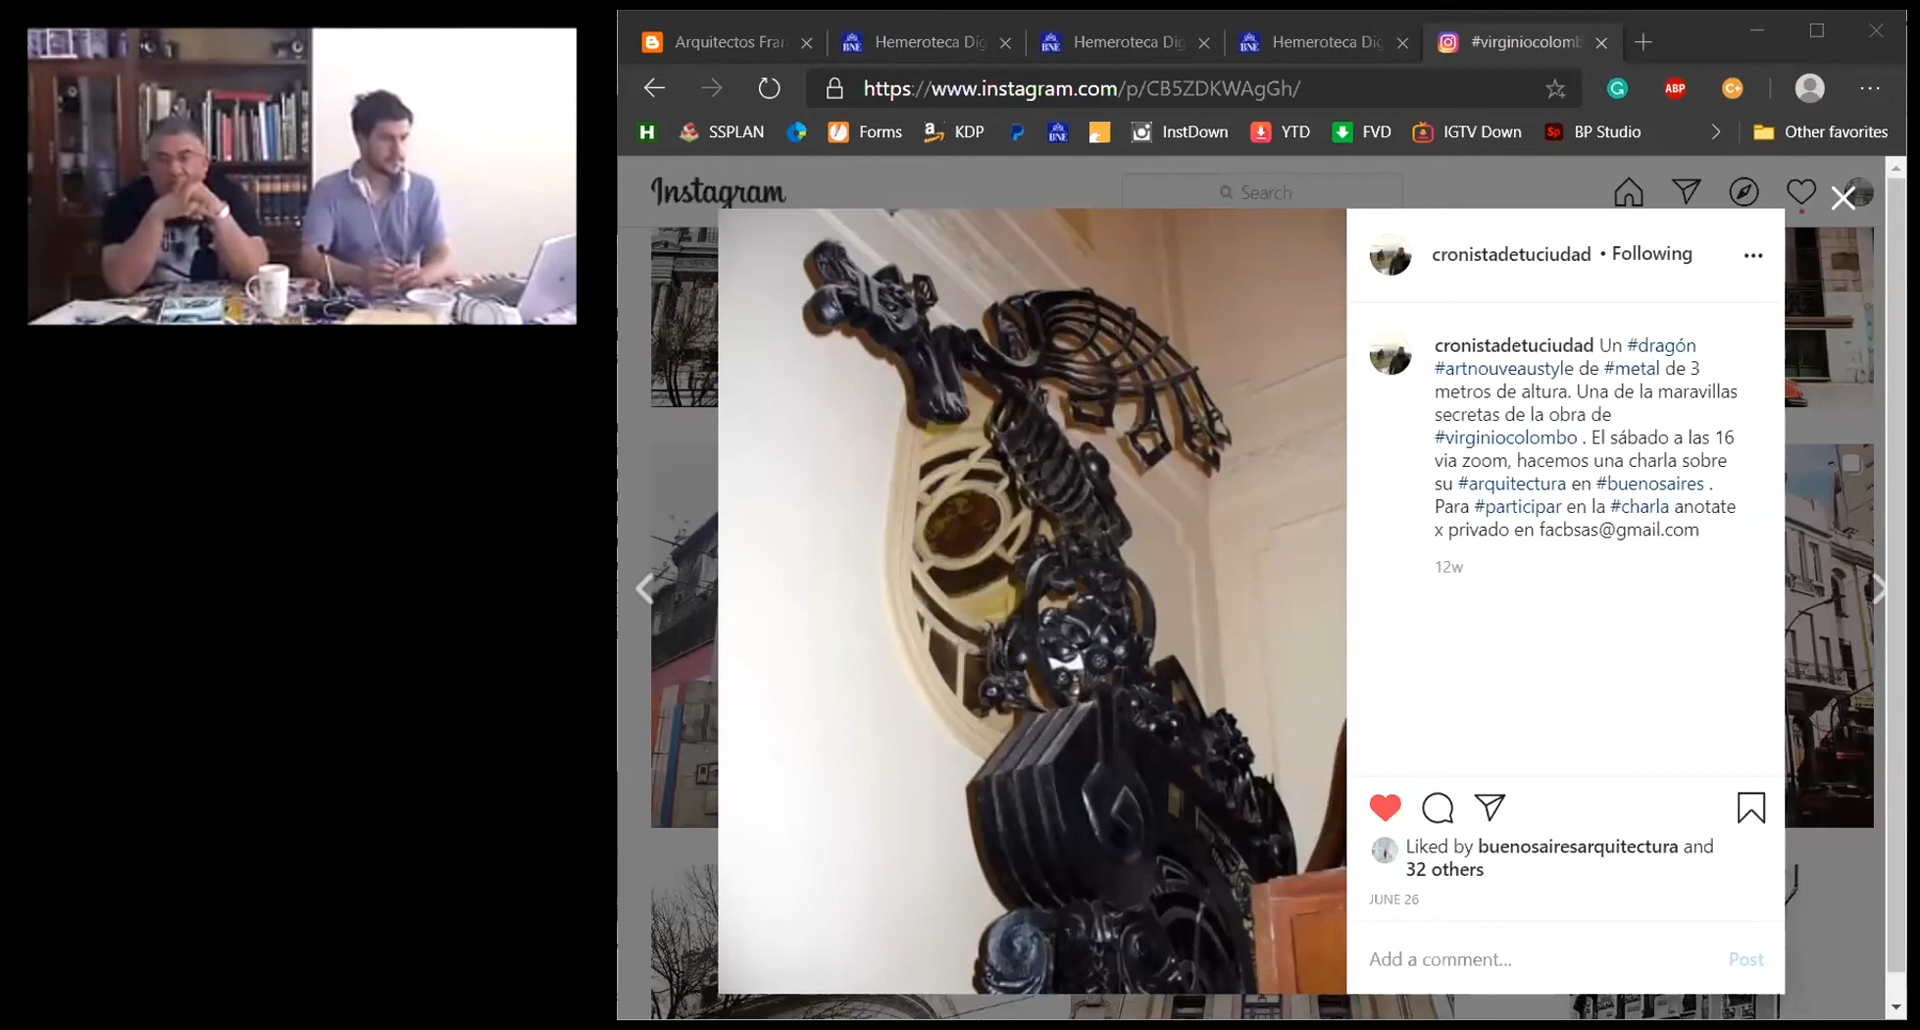 Arquitectos Fran
Hemeroteca Dig
Hemeroteca Dig
Hemeroteca Dig
#virginiocolomb
https://www.instagram.com/p/CB5ZDKWAgGh/
ABP
C+
H
SSPLAN
Forms
KDP
BNE
InstDown
YTD
FVD
IGTV Down
Sp
BP Studio
Other favorites
Instagram
Search
cronistadetuciudad • Following
cronistadetuciudad Un #dragón
#artnouveaustyle de #metal de 3
metros de altura. Una de la maravillas
secretas de la obra de
#virginiocolombo . El sábado a las 16
via zoom, hacemos una charla sobre
su #arquitectura en #buenosaires .
Para #participar en la #charla anotate
x privado en facbsas@gmail.com
12w
Liked by buenosairesarquitectura and
32 others
JUNE 26
Add a comment...
Post